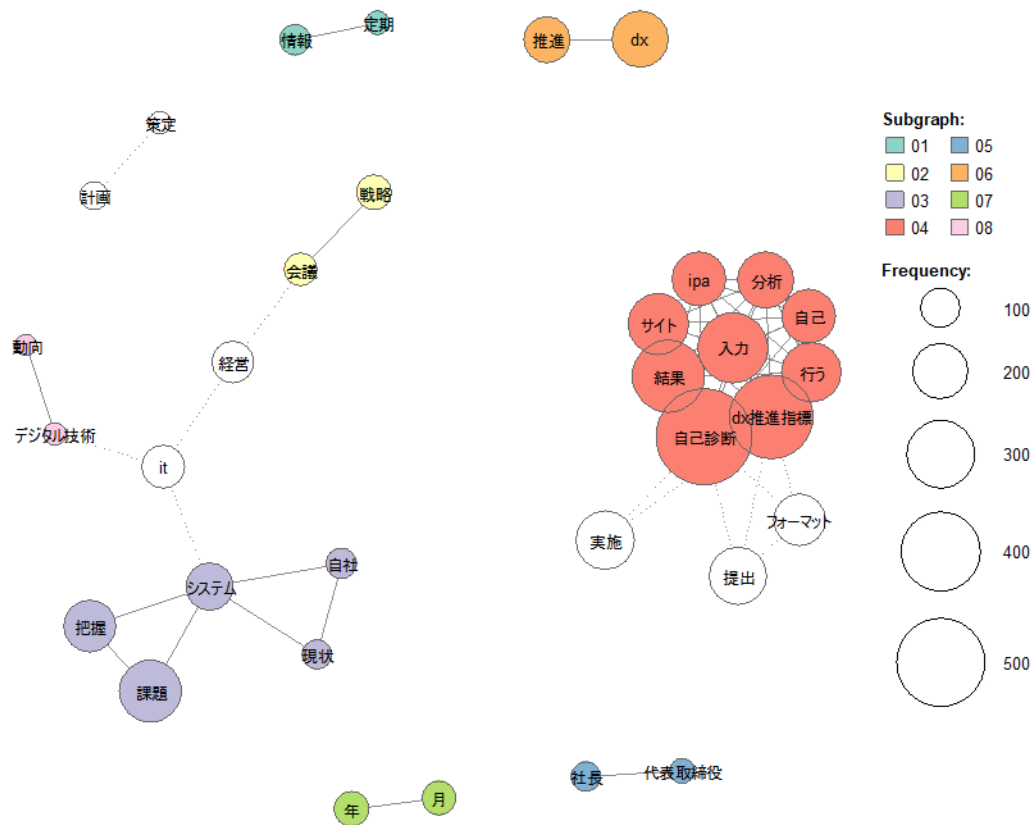 定期
情報
推進
dx
策定
計画
戦略
会議
経営
動向
デジタル技術
it
システム
自社
把握
現状
課題
ipa
分析
サイト
自己
入力
結果
行う
dx推進指標
自己診断
フォーマット
実施
提出
社長
代表取締役
年
月
Subgraph:
01
05
02
06
03
07
04
08
Frequency:
100
200
300
400
500